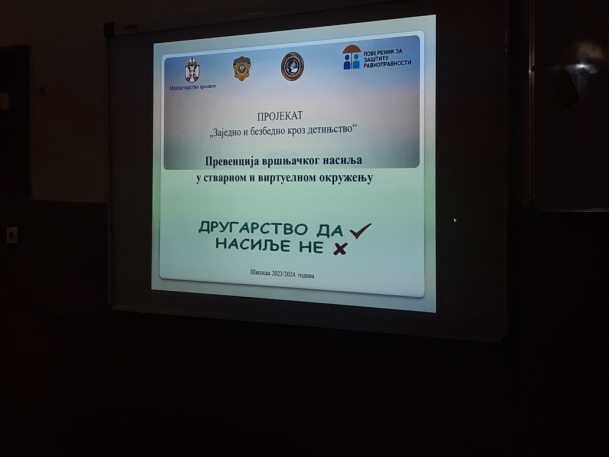 Министарство просвете
ПОВЕРЕНИК ЗА
ЗАШТИТУ
РАВНОПРАВНОСТИ
ПРОЈЕКАТ
„Заједно и безбедно кроз детињство“
Превенција вршњачког насиља
у стварном и виртуелном окружењу
ДРУГАРСТВО ДА
НАСИЉЕ НЕ
Школска 2023/2024. година